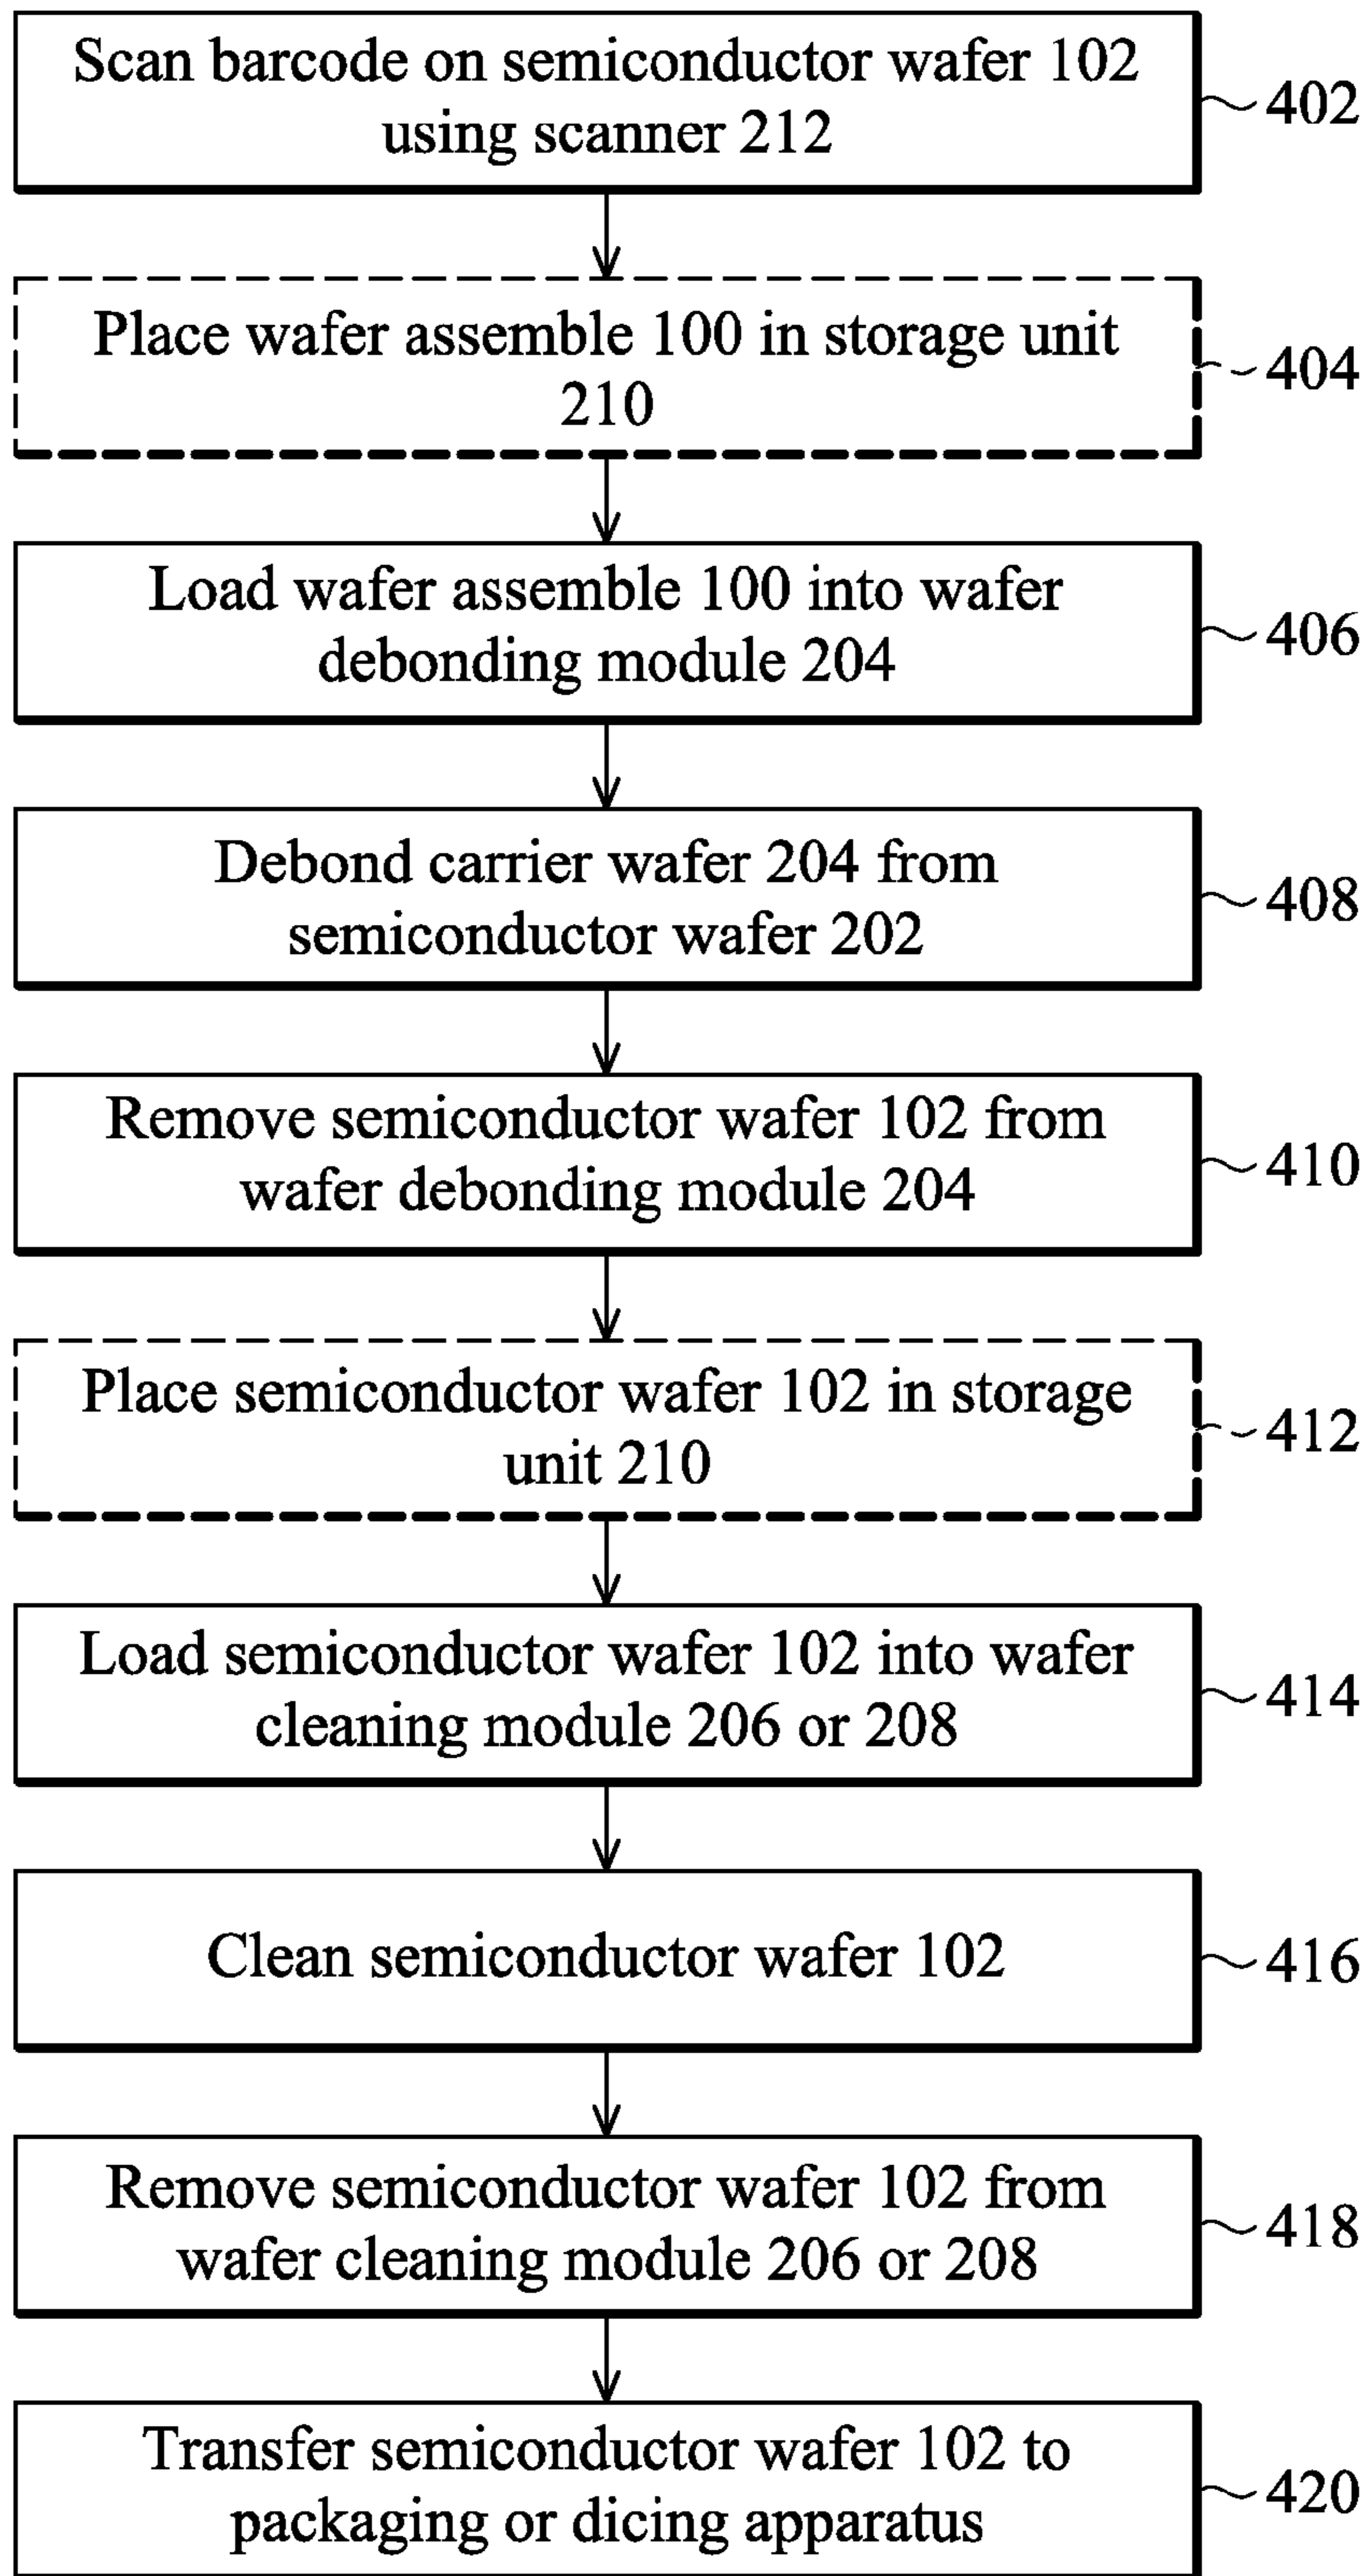 Scan barcode on semiconductor wafer 102
using scanner 212
402
Place wafer assemble 100 in storage unit
210
404
Load wafer assemble 100 into wafer
debonding module 204
406
Debond carrier wafer 204 from
semiconductor wafer 202
408
Remove semiconductor wafer 102 from
wafer debonding module 204
410
Place semiconductor wafer 102 in storage
unit 210
412
Load semiconductor wafer 102 into wafer
cleaning module 206 or 208
414
Clean semiconductor wafer 102
416
Remove semiconductor wafer 102 from
wafer cleaning module 206 or 208
418
Transfer semiconductor wafer 102 to
packaging or dicing apparatus
420